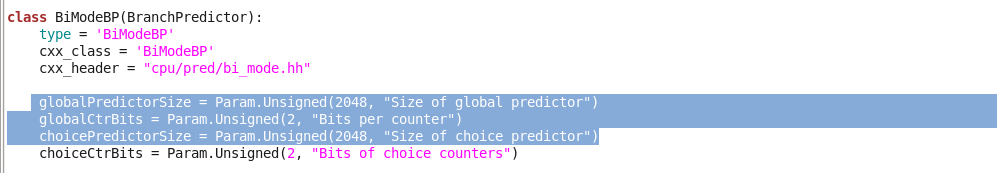 class BiModeBP(BranchPredictor):
    type = 'BiModeBP'
    cxx_class = 'BiModeBP'
    cxx_header = "cpu/pred/bi_mode.hh"
    globalPredictorSize = Param.Unsigned(2048, "Size of global predictor")
    globalCtrBits = Param.Unsigned(2, "Bits per counter")
    choicePredictorSize = Param.Unsigned(2048, "Size of choice predictor")
    choiceCtrBits = Param.Unsigned(2, "Bits of choice counters")